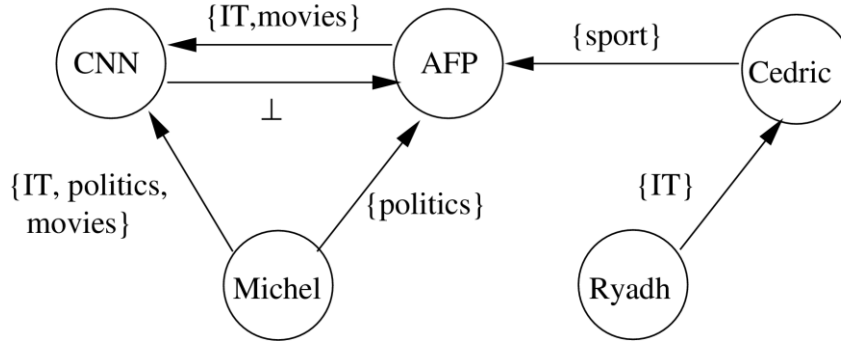 {IT,movies}
{sport}
CNN
AFP
Cedric
⊥
{IT, politics,
movies}
{politics}
{IT}
Michel
Ryadh